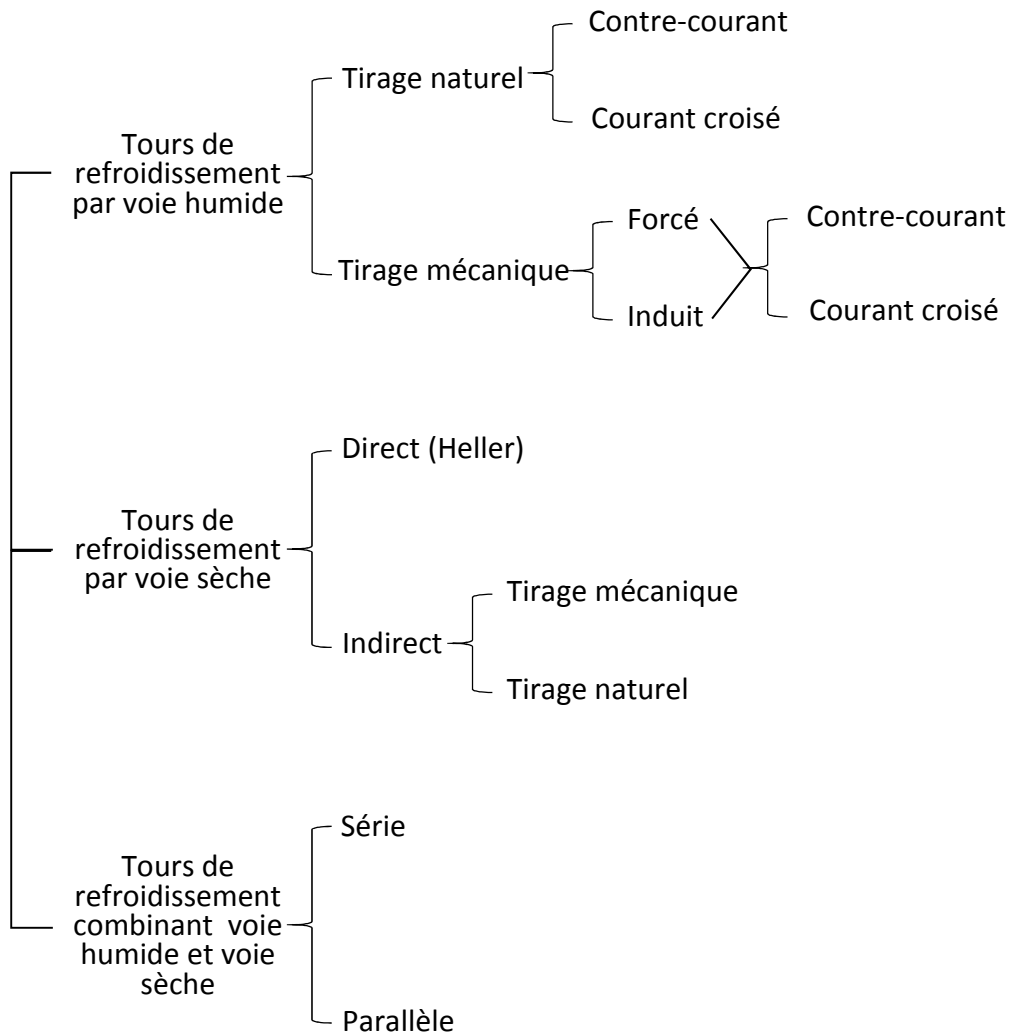 Contre-courant
Tirage naturel
Courant croisé
Tours de
refroidissement
par voie humide
Forcé
Contre-courant
Tirage mécanique
Induit
Courant croisé
Direct (Heller)
Tours de
refroidissement
par voie sèche
Tirage mécanique
Indirect
Tirage naturel
Série
Tours de
refroidissement
combinant voie
humide et voie
sèche
Parallèle